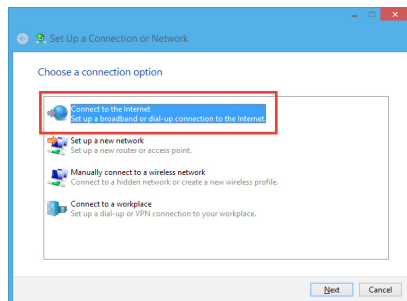 Set Up a Connection or Network
Choose a connection option
Connect to the Internet
Set up a broadband or dial-up connection to the Internet.
Set up a new network
Set up a new router or access point.
Manually connect to a wireless network
Connect to a hidden network or create a new wireless profile.
Connect to a workplace
Set up a dial-up or VPN connection to your workplace.
Next Cancel